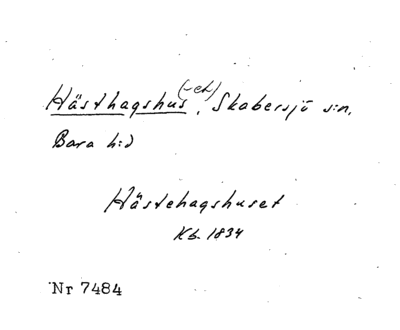 Hästhagshus (-et), Skabersjö s:n,
Bara h:d
Hästehagshuset
Kb. 1834
Nr 7484